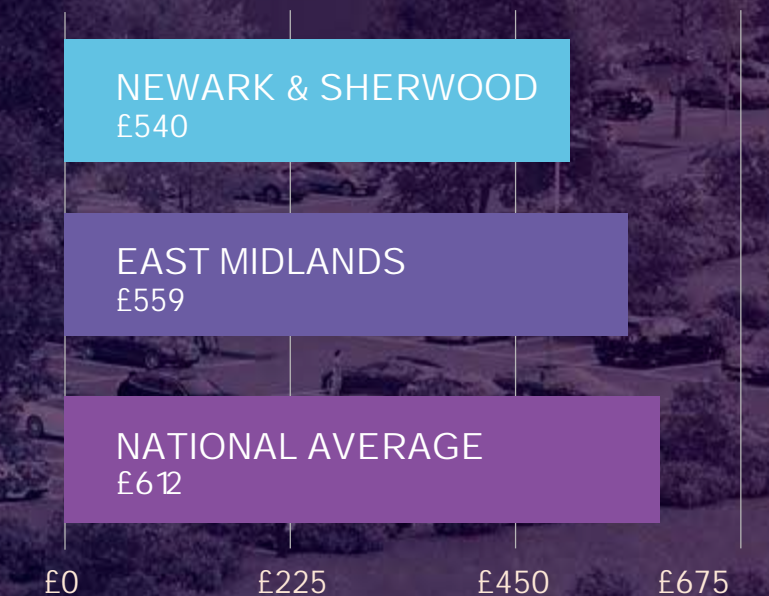 NEWARK & SHERWOOD
£540
EAST MIDLANDS
£559
NATIONAL AVERAGE
£612
£0 £225 £450 £675